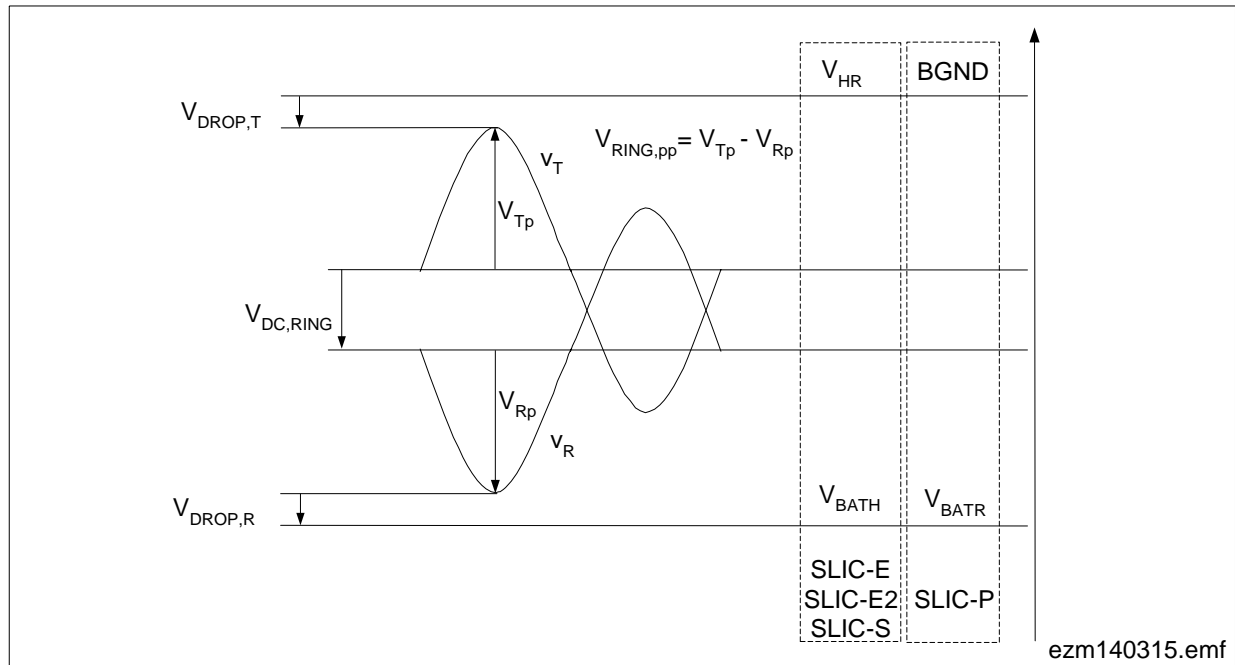 V_HR BGND
V_DROP,T
V_RING,pp = V_Tp - V_Rp
v_T
V_Tp
V_DC,RING
V_Rp
v_R
V_BATH V_BATR
V_DROP,R
SLIC-E
SLIC-E2 SLIC-P
SLIC-S
ezm140315.emf